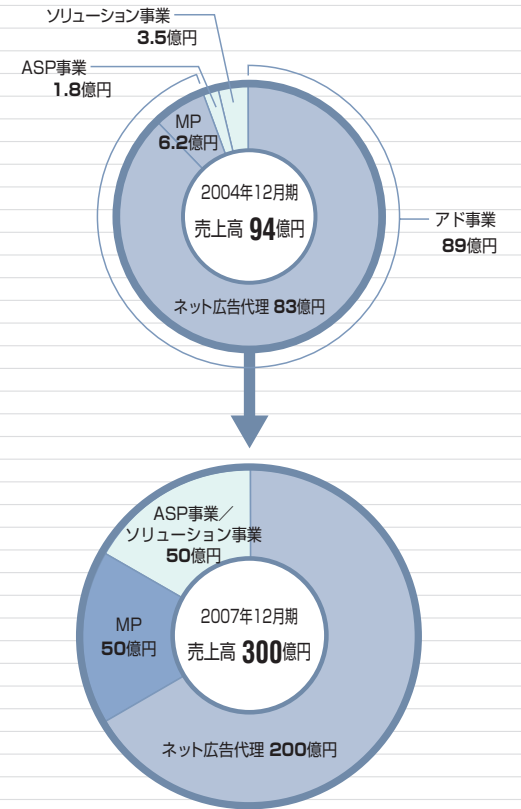 ソリューション事業
3.5億円
ASP事業
1.8億円
MP
6.2億円
2004年12月期
売上高 94億円
アド事業
89億円
ネット広告代理 83億円
ASP事業／
ソリューション事業
50億円
MP
50億円
2007年12月期
売上高 300億円
ネット広告代理 200億円